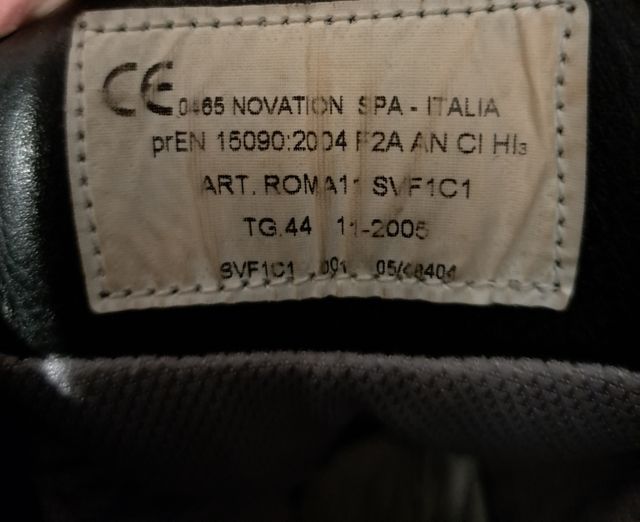 CE 0465 NOVATION SPA - ITALIA
prEN 15090:2004 F2A AN CI HI₃
ART. ROMA11 SVF1C1
TG.44 11-2005
SVF1C1 .001 05/48404